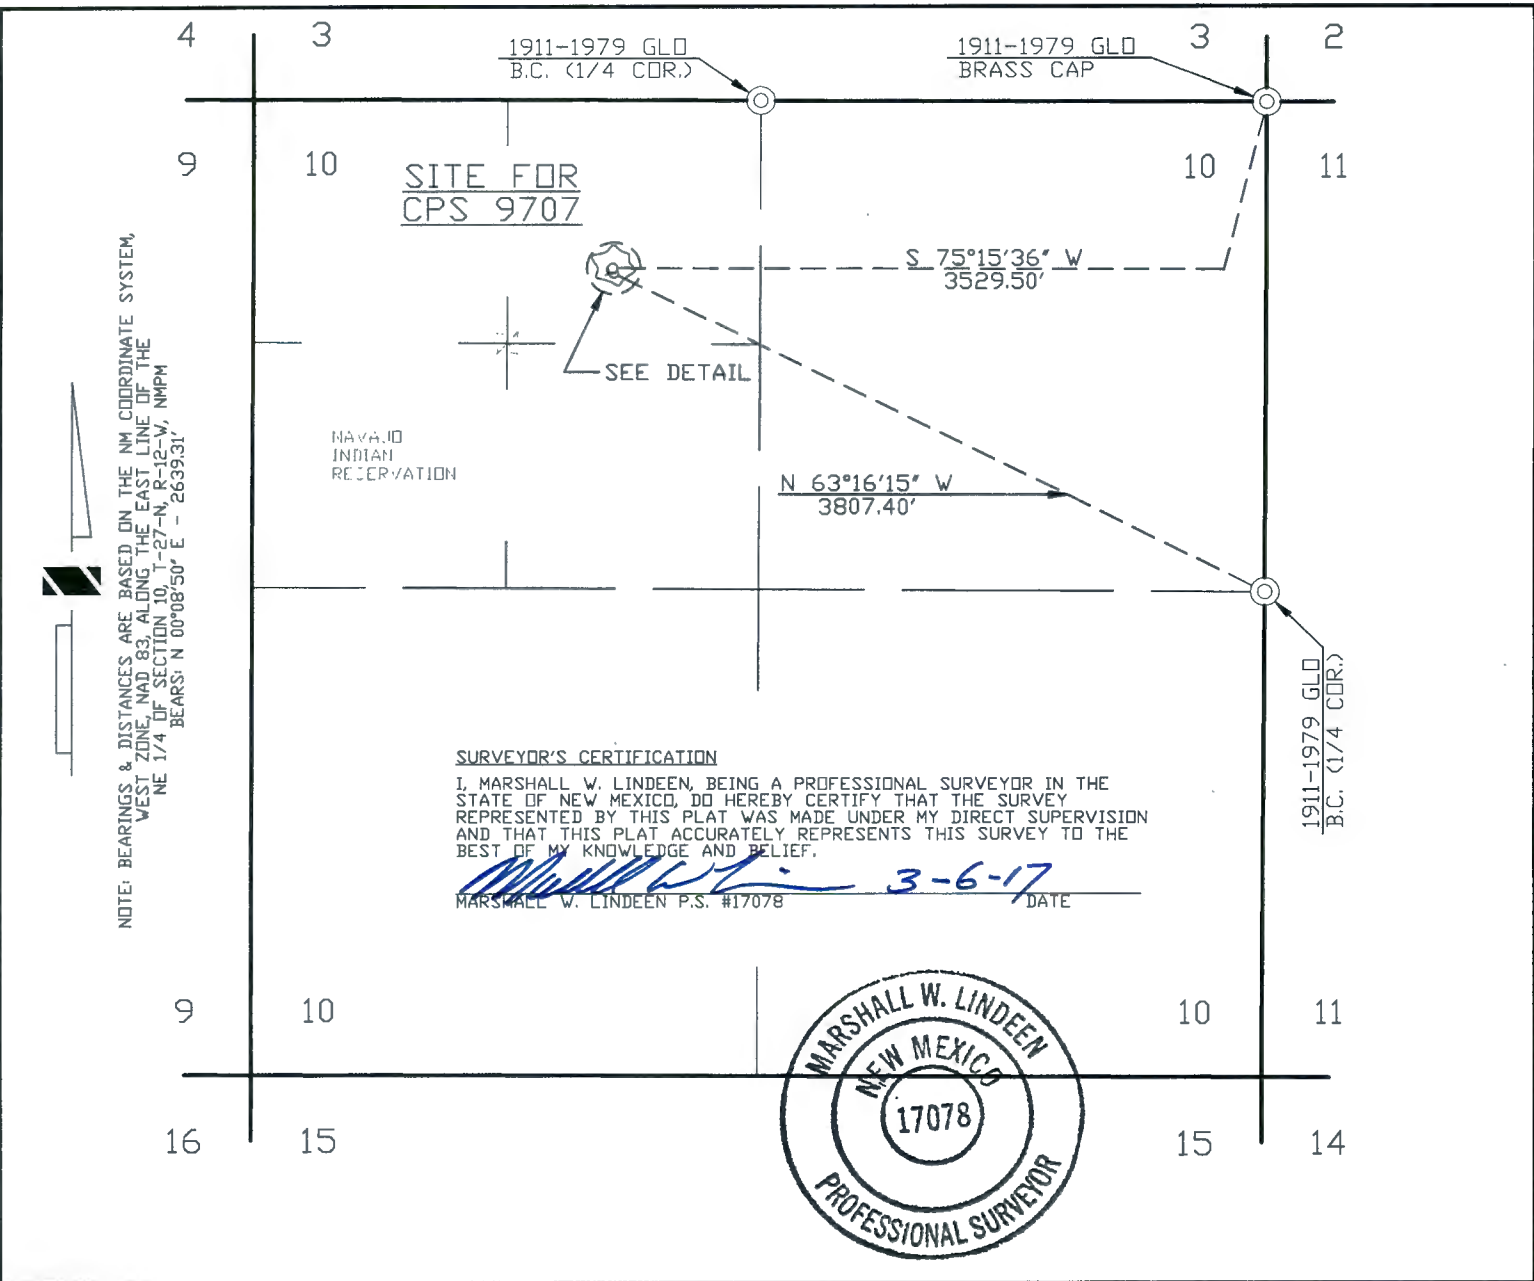 4
3
1911-1979 GLO
B.C. (1/4 COR.)
1911-1979 GLO
BRASS CAP
3
2
9
10
SITE FOR
CPS 9707
10
11
S 75°15'36" W
3529.50'
SEE DETAIL
NAVAJO
INDIAN
RESERVATION
N 63°16'15" W
3807.40'
NOTE: BEARINGS & DISTANCES ARE BASED ON THE NM COORDINATE SYSTEM,
WEST ZONE, NAD 83, ALONG THE EAST LINE OF THE
NE 1/4 OF SECTION 10, T-27-N, R-12-W, NMPM
BEARS: N 00°08'50" E - 2639.31'
1911-1979 GLO
B.C. (1/4 COR.)
SURVEYOR'S CERTIFICATION
I, MARSHALL W. LINDEEN, BEING A PROFESSIONAL SURVEYOR IN THE
STATE OF NEW MEXICO, DO HEREBY CERTIFY THAT THE SURVEY
REPRESENTED BY THIS PLAT WAS MADE UNDER MY DIRECT SUPERVISION
AND THAT THIS PLAT ACCURATELY REPRESENTS THIS SURVEY TO THE
BEST OF MY KNOWLEDGE AND BELIEF.
3-6-17
MARSHALL W. LINDEEN P.S. #17078 DATE
9
10
10
11
MARSHALL W. LINDEEN
NEW MEXICO
17078
PROFESSIONAL SURVEYOR
16
15
15
14